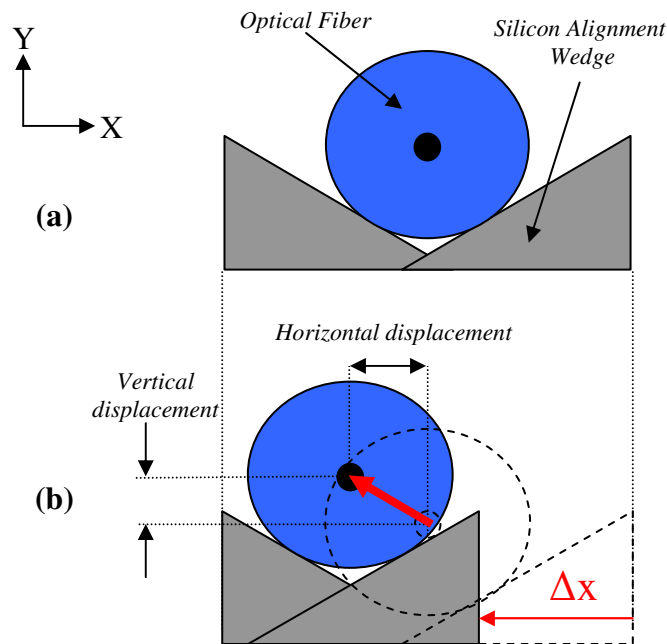 Optical Fiber
Silicon Alignment
Wedge
Y
X
(a)
Horizontal displacement
Vertical
displacement
(b)
Δx